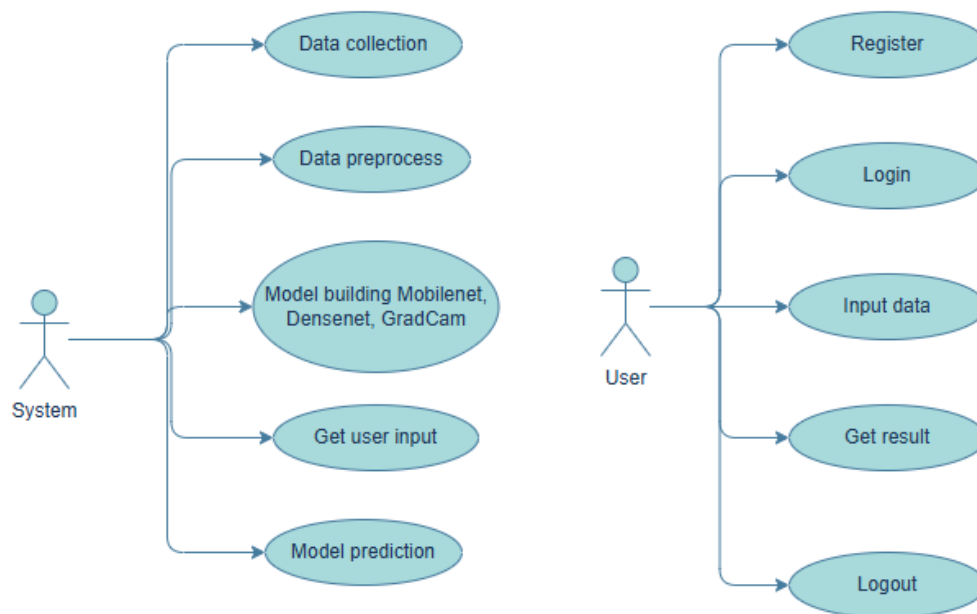 Data collection
Data preprocess
Model building Mobilenet,
Densenet, GradCam
Get user input
Model prediction
System
Register
Login
Input data
Get result
Logout
User